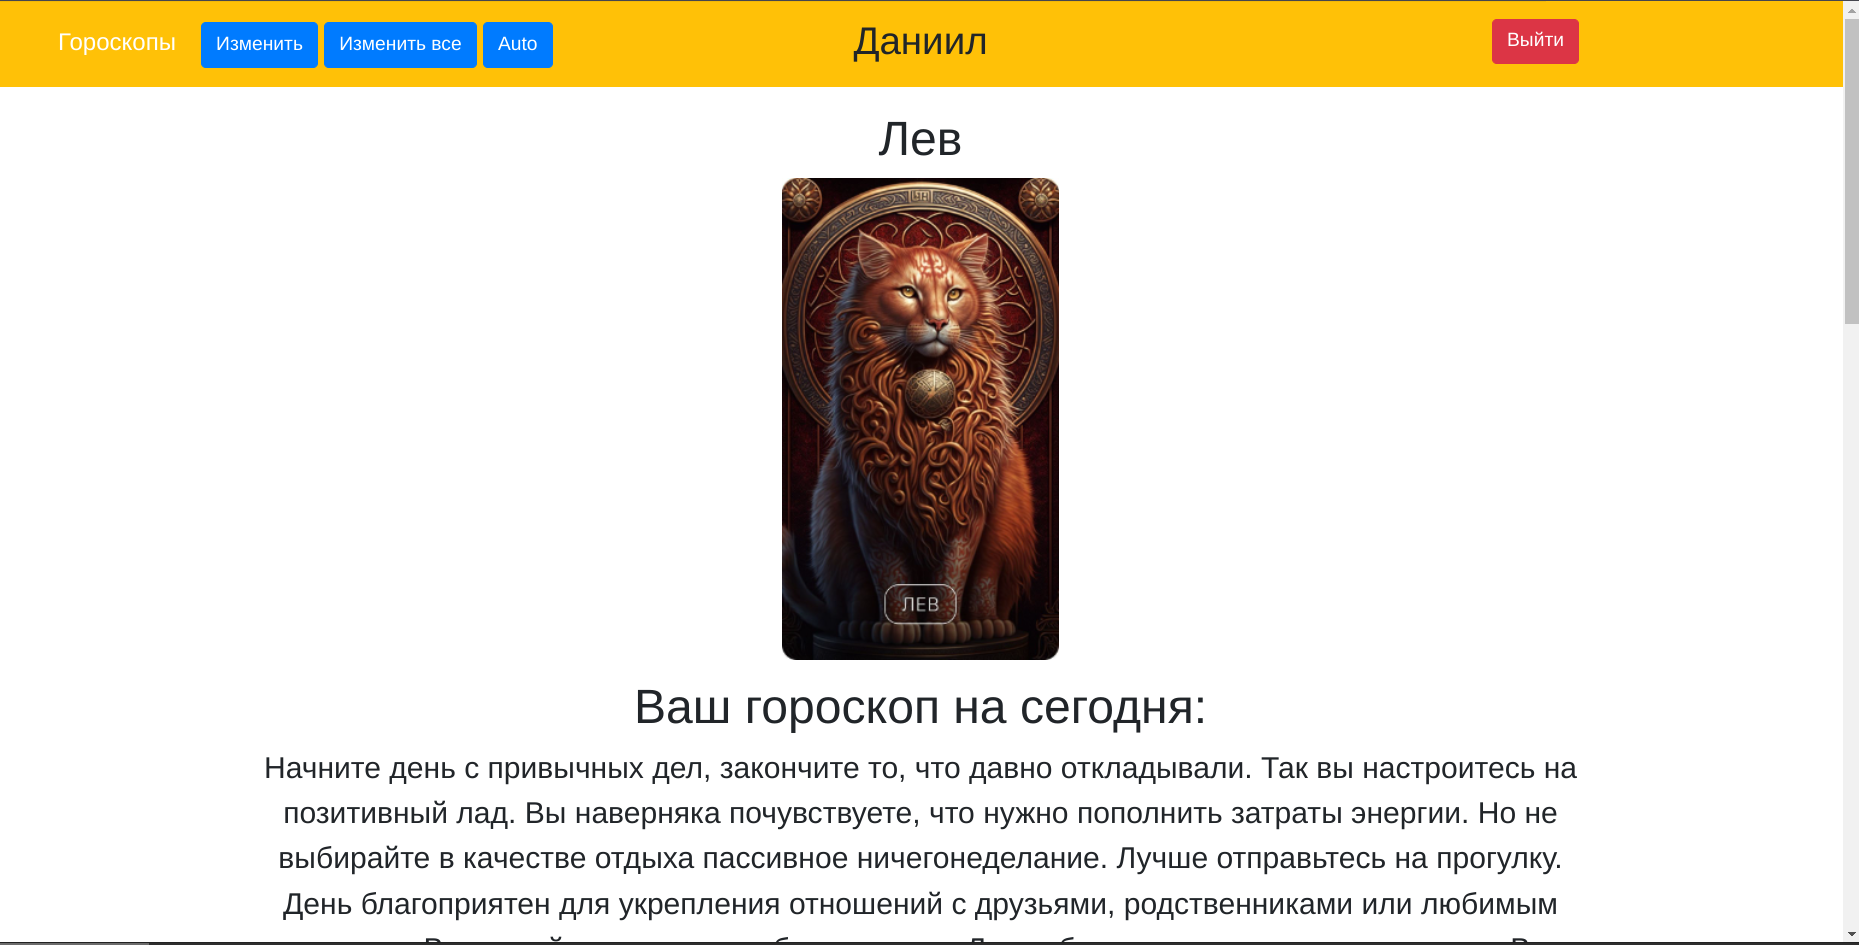 Гороскопы Изменить Изменить все Auto Даниил Выйти
Лев
ЛЕВ
Ваш гороскоп на сегодня:
Начните день с привычных дел, закончите то, что давно откладывали. Так вы настроитесь на
позитивный лад. Вы наверняка почувствуете, что нужно пополнить затраты энергии. Но не
выбирайте в качестве отдыха пассивное ничегонеделание. Лучше отправьтесь на прогулку.
День благоприятен для укрепления отношений с друзьями, родственниками или любимым